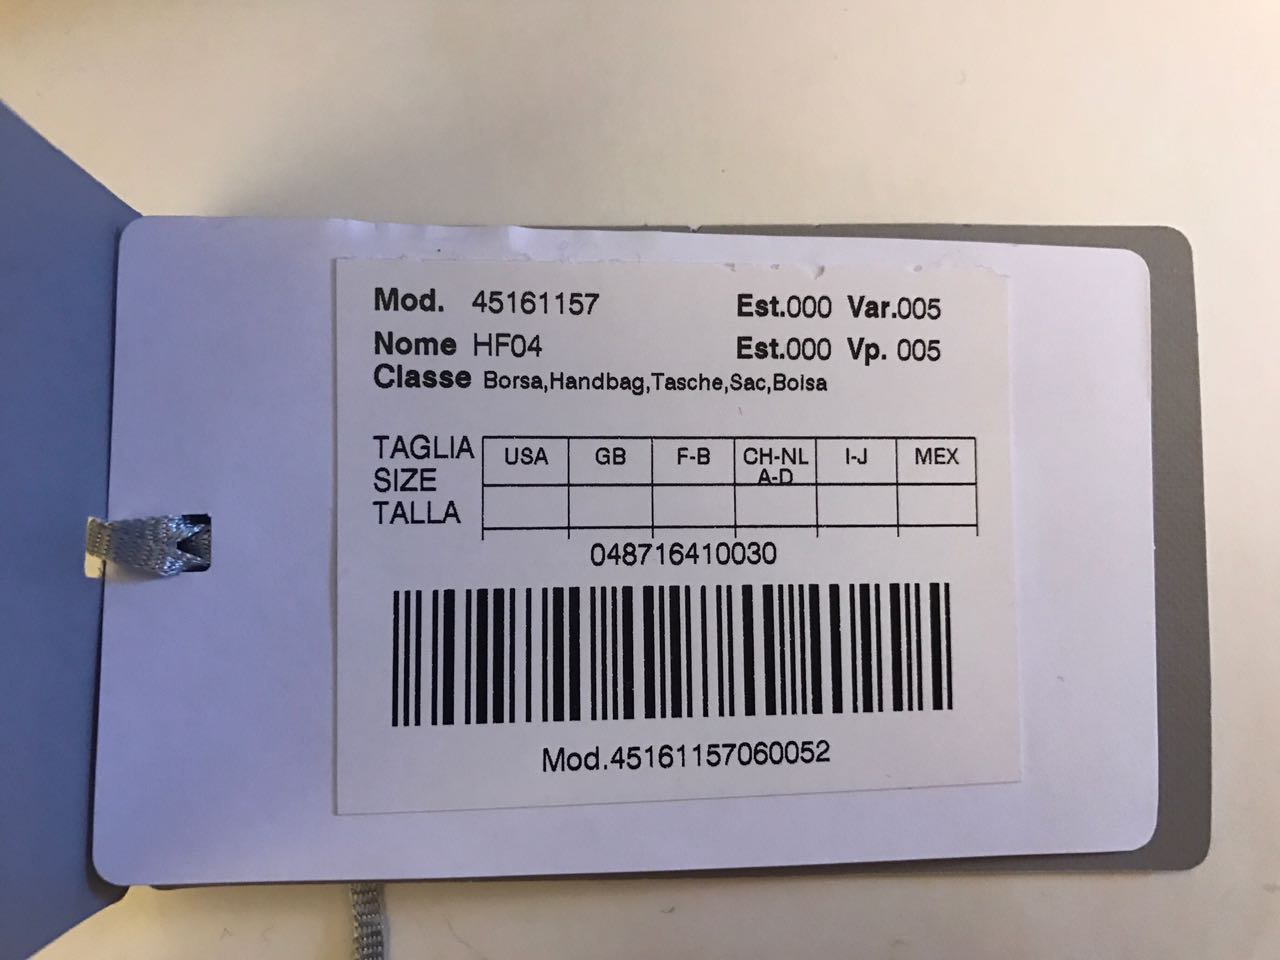 Mod. 45161157 Est.000 Var.005
Nome HF04 Est.000 Vp. 005
Classe Borsa,Handbag,Tasche,Sac,Bolsa
TAGLIA USA GB F-B CH-NL I-J MEX
SIZE A-D
TALLA
048716410030
Mod.45161157060052